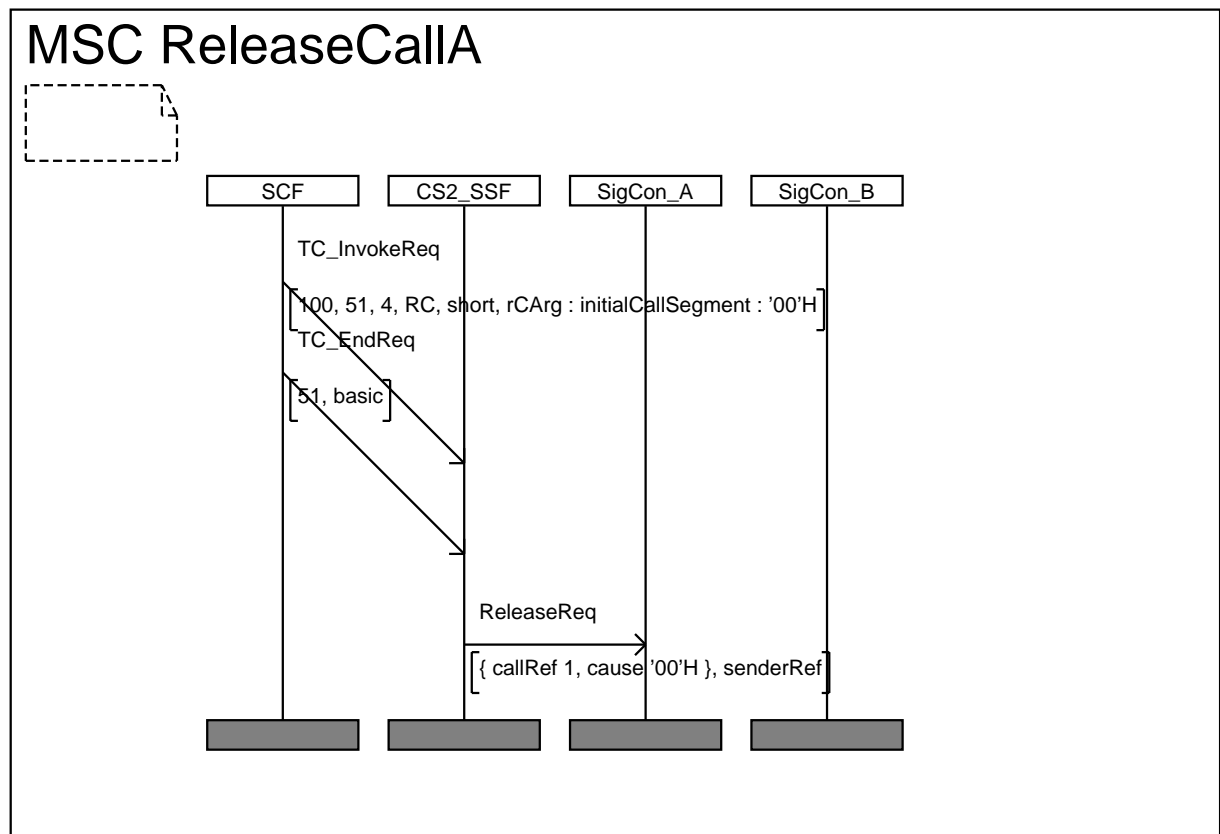 MSC ReleaseCallA
SCF
CS2_SSF
SigCon_A
SigCon_B
TC_InvokeReq
100, 51, 4, RC, short, rCArg : initialCallSegment : '00'H
TC_EndReq
51, basic
ReleaseReq
{ callRef 1, cause '00'H }, senderRef